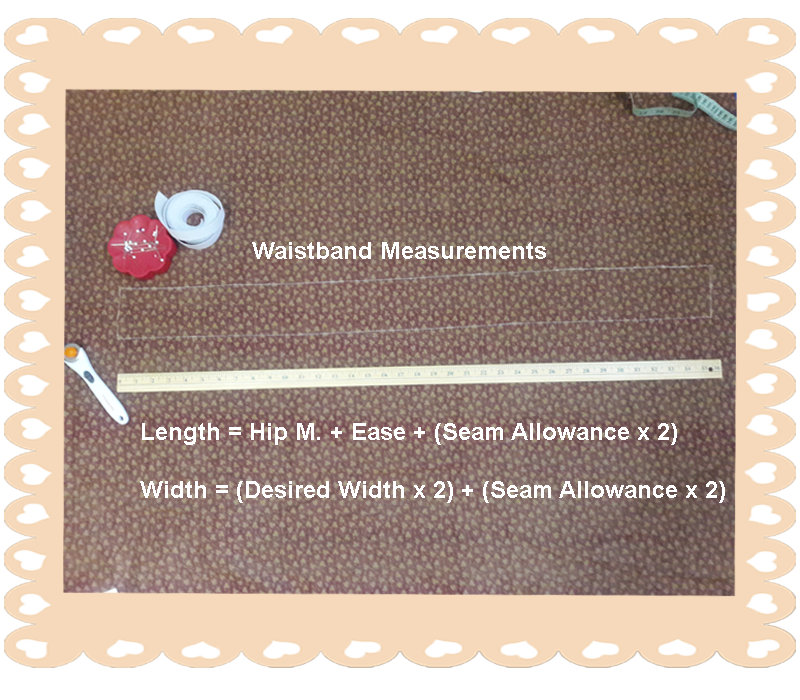 Waistband Measurements
Length = Hip M. + Ease + (Seam Allowance x 2)
Width = (Desired Width x 2) + (Seam Allowance x 2)